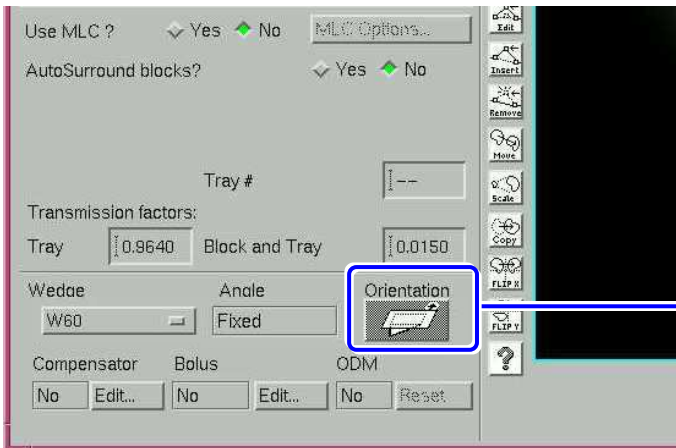 Use MLC ? Yes No MLC Options...
AutoSurround blocks? Yes No
Tray # --
Transmission factors:
Tray 0.9640 Block and Tray 0.0150
Wedge Angle Orientation
W60 Fixed
Compensator Bolus ODM
No Edit... No Edit... No Reset
Edit
Insert
Remove
Move
Scale
Copy
FLIP X
FLIP Y
?